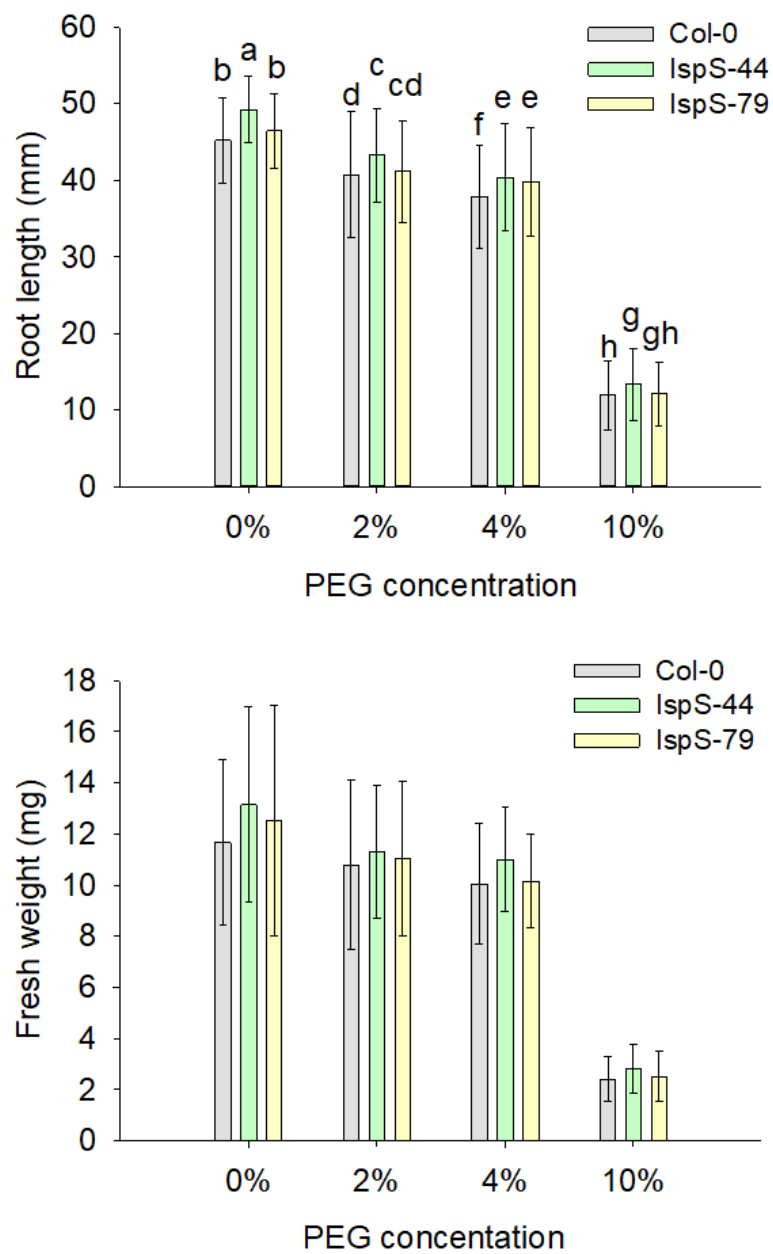 60
50
40
30
20
10
0
Root length (mm)
Col-0
IspS-44
IspS-79
b a b
d c cd
f e e
h g gh
0% 2% 4% 10%
PEG concentration
18
16
14
12
10
8
6
4
2
0
Fresh weight (mg)
Col-0
IspS-44
IspS-79
0% 2% 4% 10%
PEG concentation